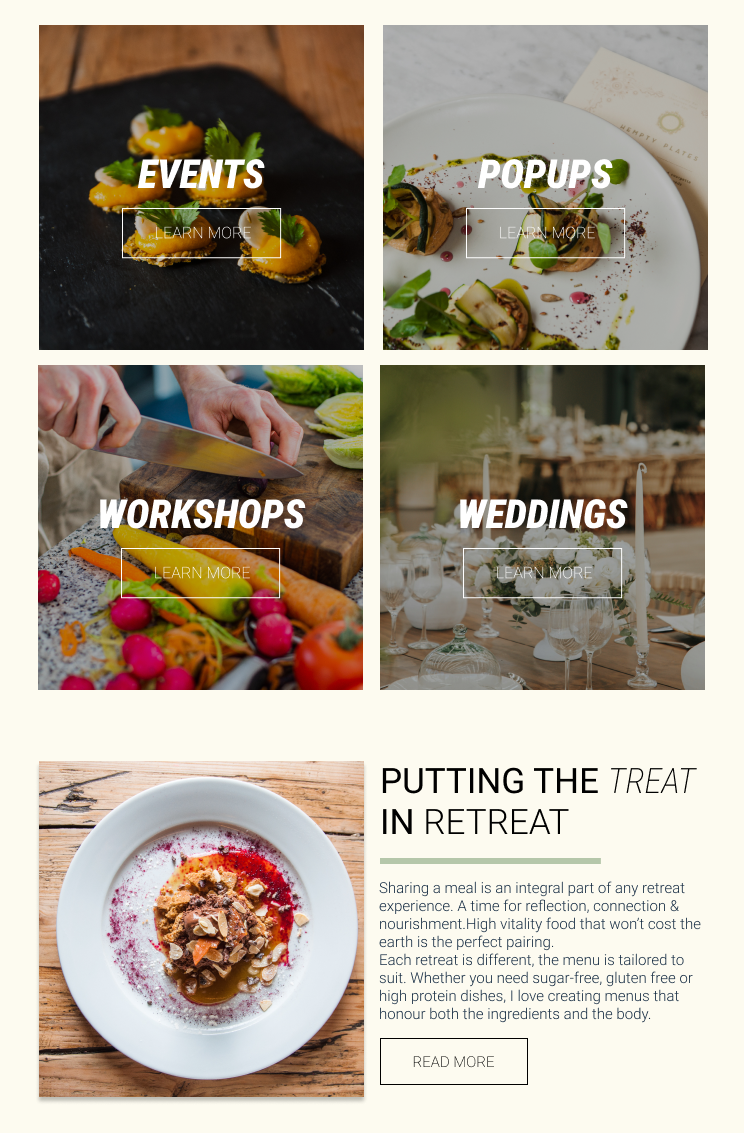 EVENTS
LEARN MORE
POPUPS
LEARN MORE
HEMPTY PLATES
WORKSHOPS
LEARN MORE
WEDDINGS
LEARN MORE
PUTTING THE TREAT
IN RETREAT
Sharing a meal is an integral part of any retreat
experience. A time for reflection, connection &
nourishment.High vitality food that won’t cost the
earth is the perfect pairing.
Each retreat is different, the menu is tailored to
suit. Whether you need sugar-free, gluten free or
high protein dishes, I love creating menus that
honour both the ingredients and the body.
READ MORE